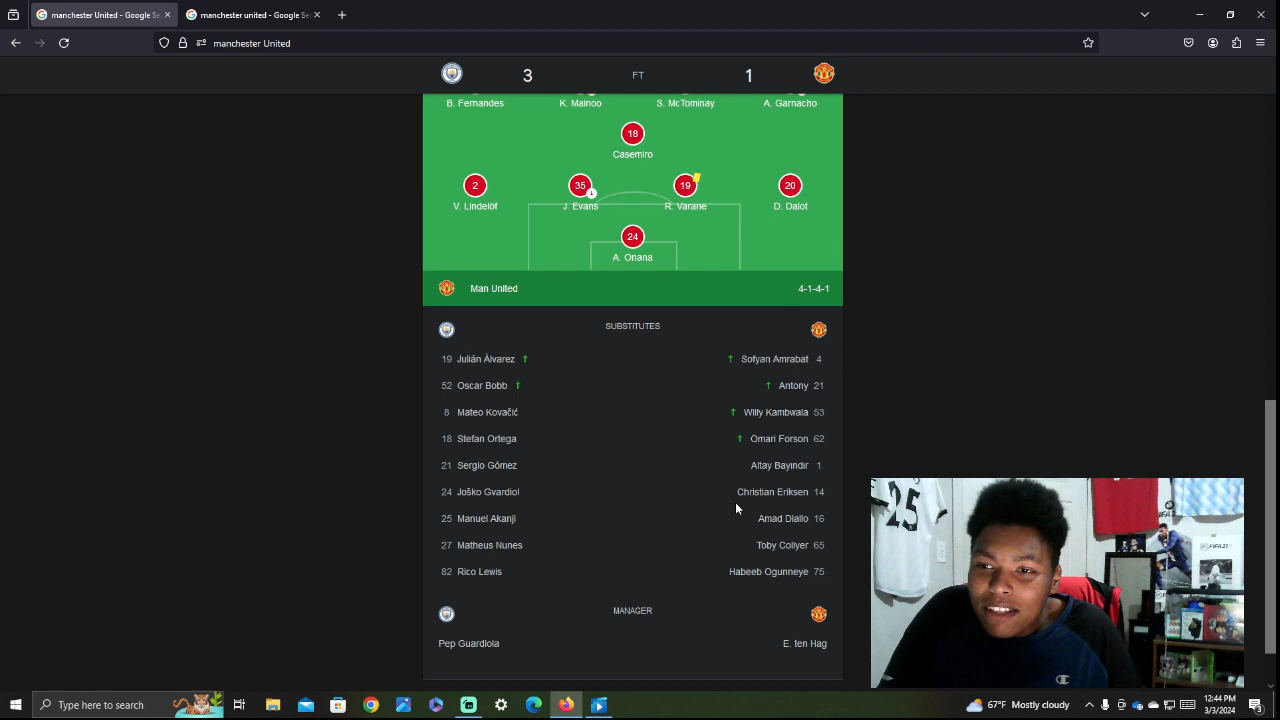 manchester United - Google Se
manchester united - Google Se
manchester United
3 FT 1
B. Fernandes K. Mainoo S. McTominay A. Garnacho
18
Casemiro
2 35 19 20
V. Lindelöf J. Evans R. Varane D. Dalot
24
A. Onana
Man United 4-1-4-1
SUBSTITUTES
19 Julián Álvarez Sofyan Amrabat 4
52 Oscar Bobb Antony 21
8 Mateo Kovačić Willy Kambwala 53
18 Stefan Ortega Omari Forson 62
21 Sergio Gómez Altay Bayındır 1
24 Joško Gvardiol Christian Eriksen 14
25 Manuel Akanji Amad Diallo 16
27 Matheus Nunes Toby Collyer 65
82 Rico Lewis Habeeb Ogunneye 75
MANAGER
Pep Guardiola E. ten Hag
25
FIFA 21
Type here to search
67°F Mostly cloudy
12:44 PM
3/3/2024